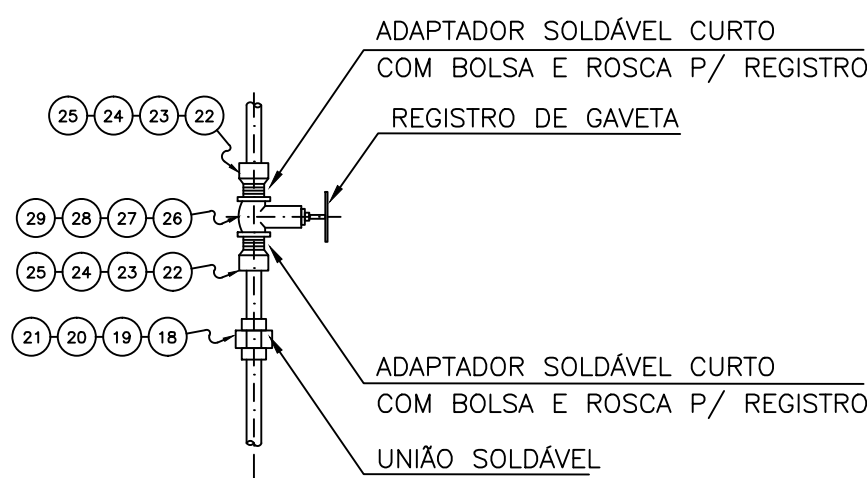 ADAPTADOR SOLDÁVEL CURTO
COM BOLSA E ROSCA P/ REGISTRO
25 24 23 22
REGISTRO DE GAVETA
29 28 27 26
25 24 23 22
21 20 19 18
ADAPTADOR SOLDÁVEL CURTO
COM BOLSA E ROSCA P/ REGISTRO
UNIÃO SOLDÁVEL